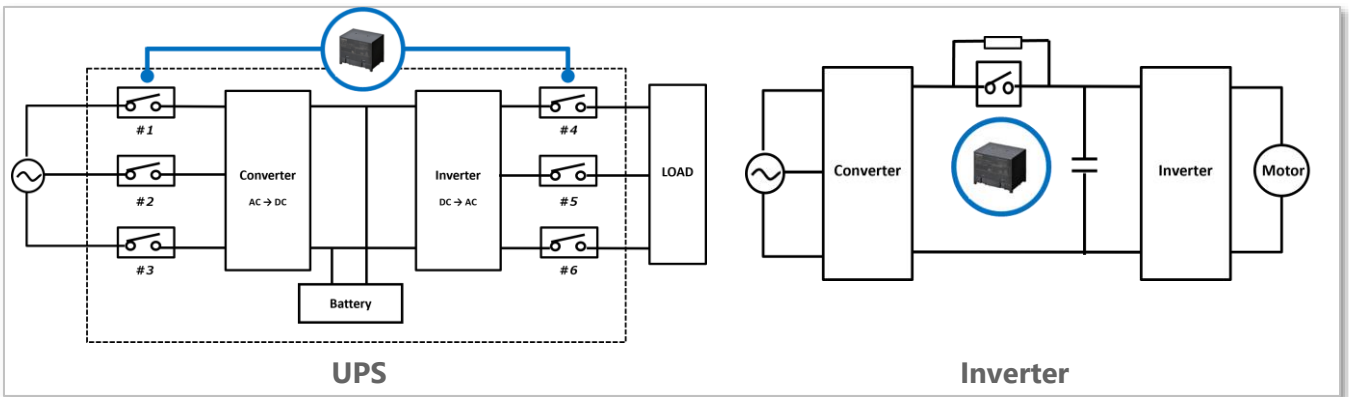 #1
#2
#3
Converter
AC → DC
Battery
Inverter
DC → AC
#4
#5
#6
LOAD
UPS
Converter
Inverter
Motor
Inverter